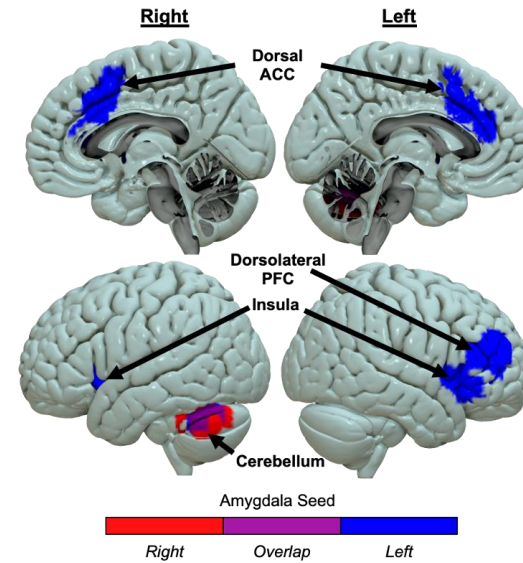 Right
Left
Dorsal
ACC
Dorsolateral
PFC
Insula
Cerebellum
Amygdala Seed
Right
Overlap
Left